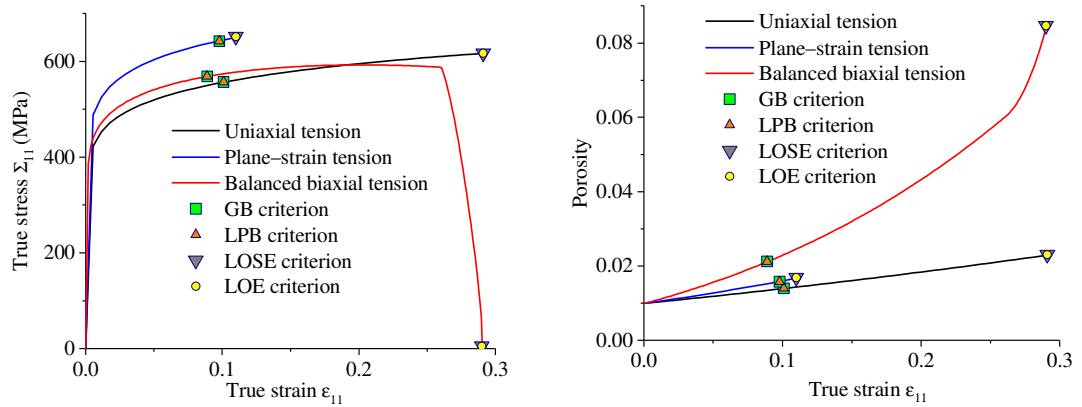 600
400
200
0
True stress Σ11 (MPa)
Uniaxial tension
Plane–strain tension
Balanced biaxial tension
GB criterion
LPB criterion
LOSE criterion
LOE criterion
0.0 0.1 0.2 0.3
True strain ε11
0.08
0.06
0.04
0.02
0.00
Porosity
Uniaxial tension
Plane–strain tension
Balanced biaxial tension
GB criterion
LPB criterion
LOSE criterion
LOE criterion
0.0 0.1 0.2 0.3
True strain ε11